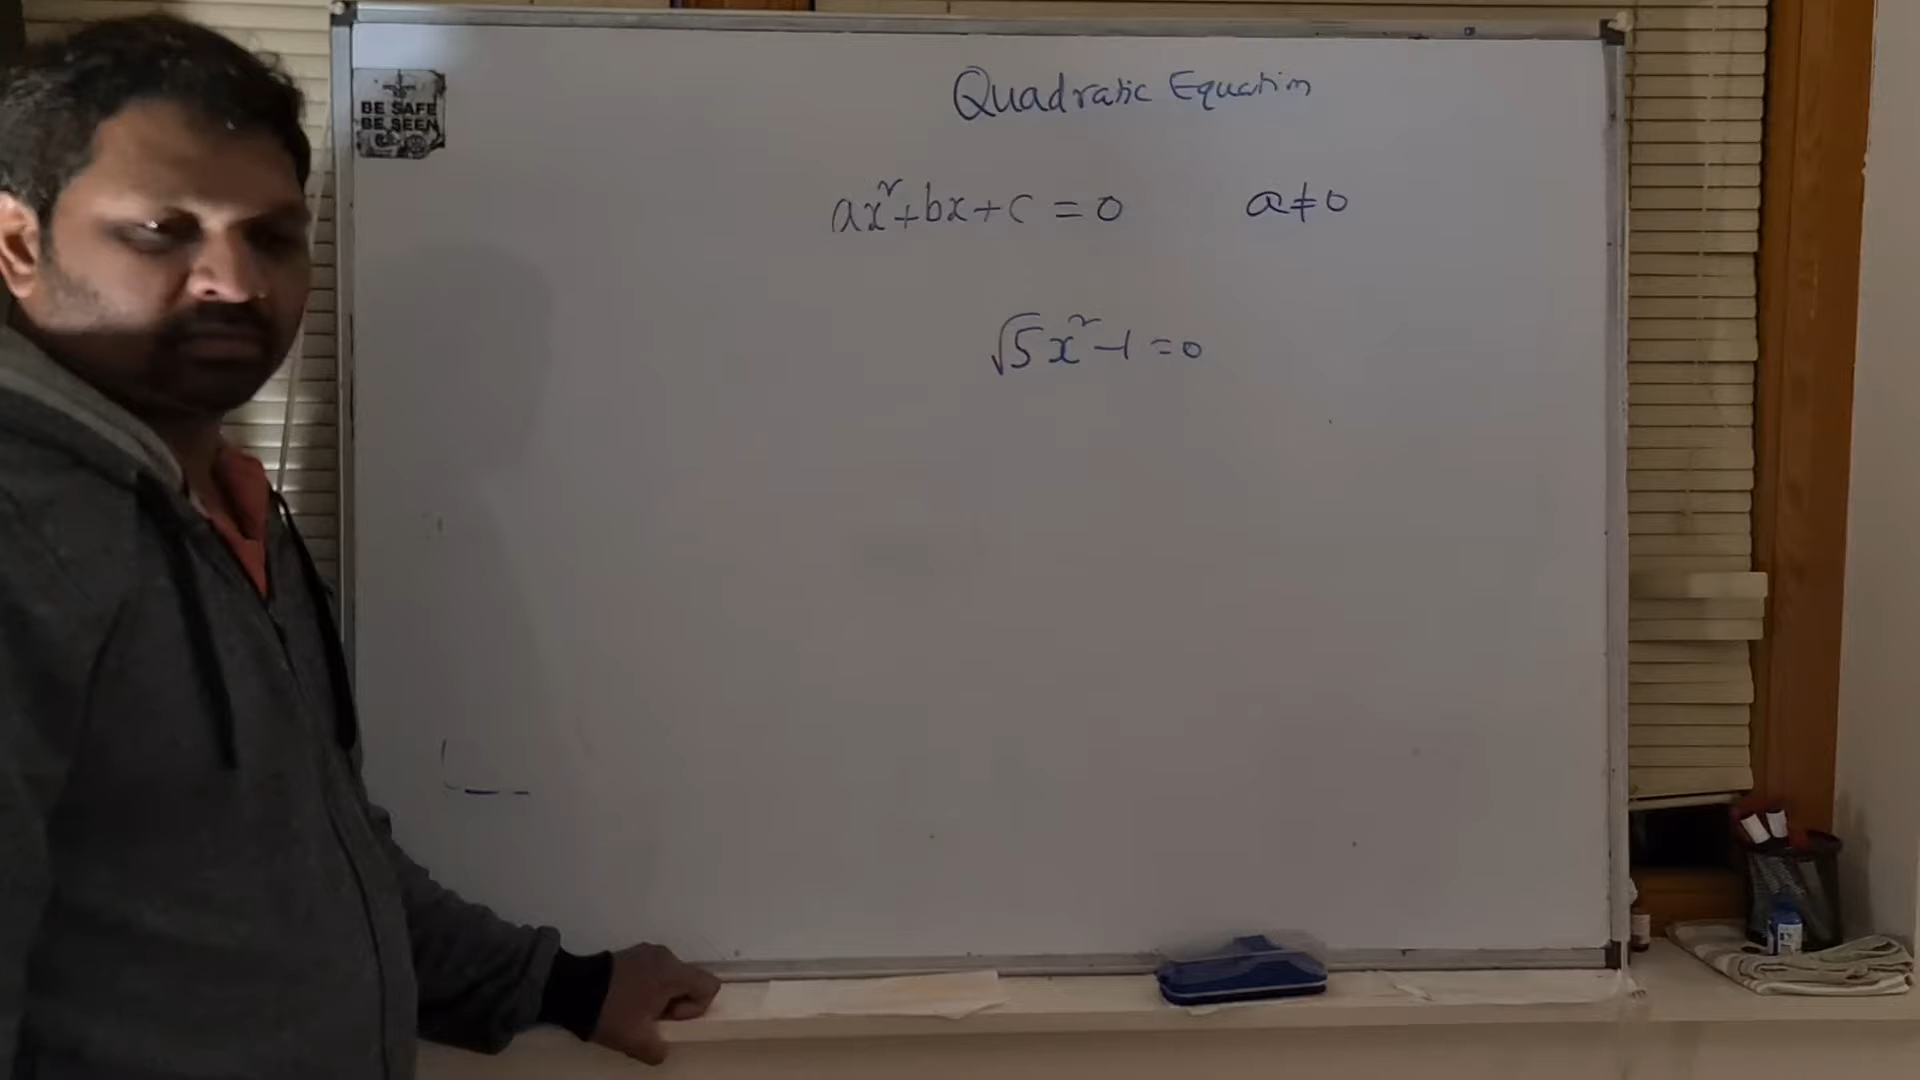 BE SAFE
BE SEEN
Quadratic Equation
ax²+bx+c=0 a≠0
√5x²-1=0